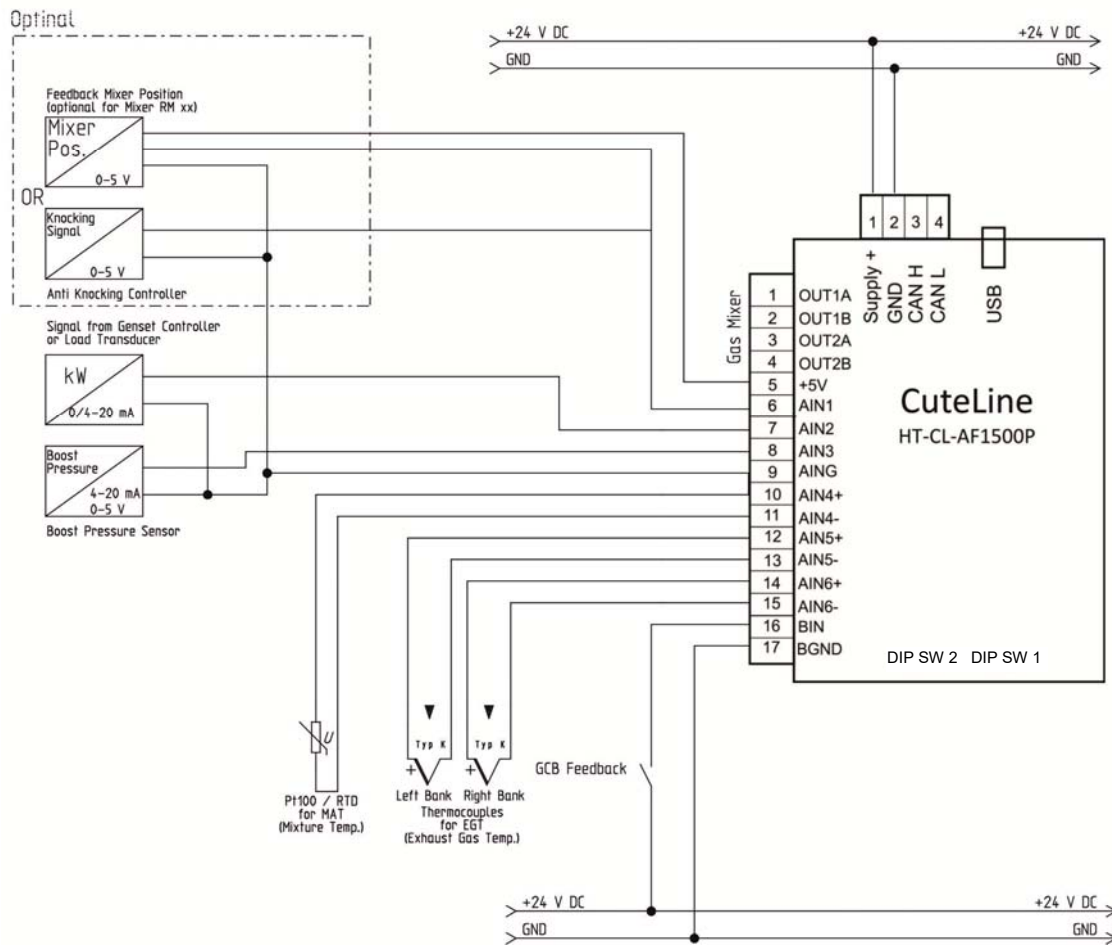 Optinal
+24 V DC
+24 V DC
GND
GND
Feedback Mixer Position
(optional for Mixer RM xx)
Mixer
Pos.
0-5 V
OR
Knocking
Signal
0-5 V
Anti Knocking Controller
Signal from Genset Controller
or Load Transducer
kW
0/4-20 mA
Boost
Pressure
4-20 mA
0-5 V
Boost Pressure Sensor
1 2 3 4
Supply +
GND
CAN H
CAN L
USB
Gas Mixer
1 OUT1A
2 OUT1B
3 OUT2A
4 OUT2B
5 +5V
6 AIN1
7 AIN2
8 AIN3
9 AING
10 AIN4+
11 AIN4-
12 AIN5+
13 AIN5-
14 AIN6+
15 AIN6-
16 BIN
17 BGND
CuteLine
HT-CL-AF1500P
DIP SW 2 DIP SW 1
U
Pt100 / RTD
for MAT
(Mixture Temp.)
Typ K
Typ K
+
+
Left Bank Right Bank
Thermocouples
for EGT
(Exhaust Gas Temp.)
GCB Feedback
+24 V DC
+24 V DC
GND
GND